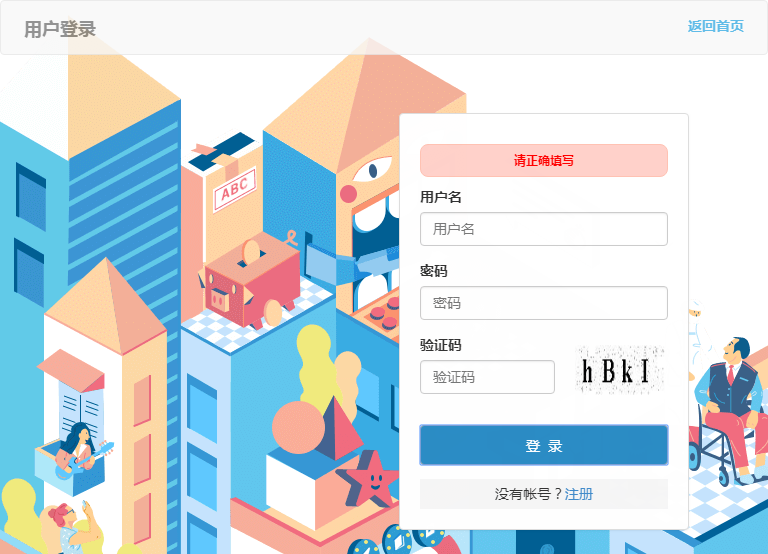 用户登录
返回首页
ABC
请正确填写
用户名
用户名
密码
密码
验证码
验证码
hBkI
登 录
没有帐号？注册